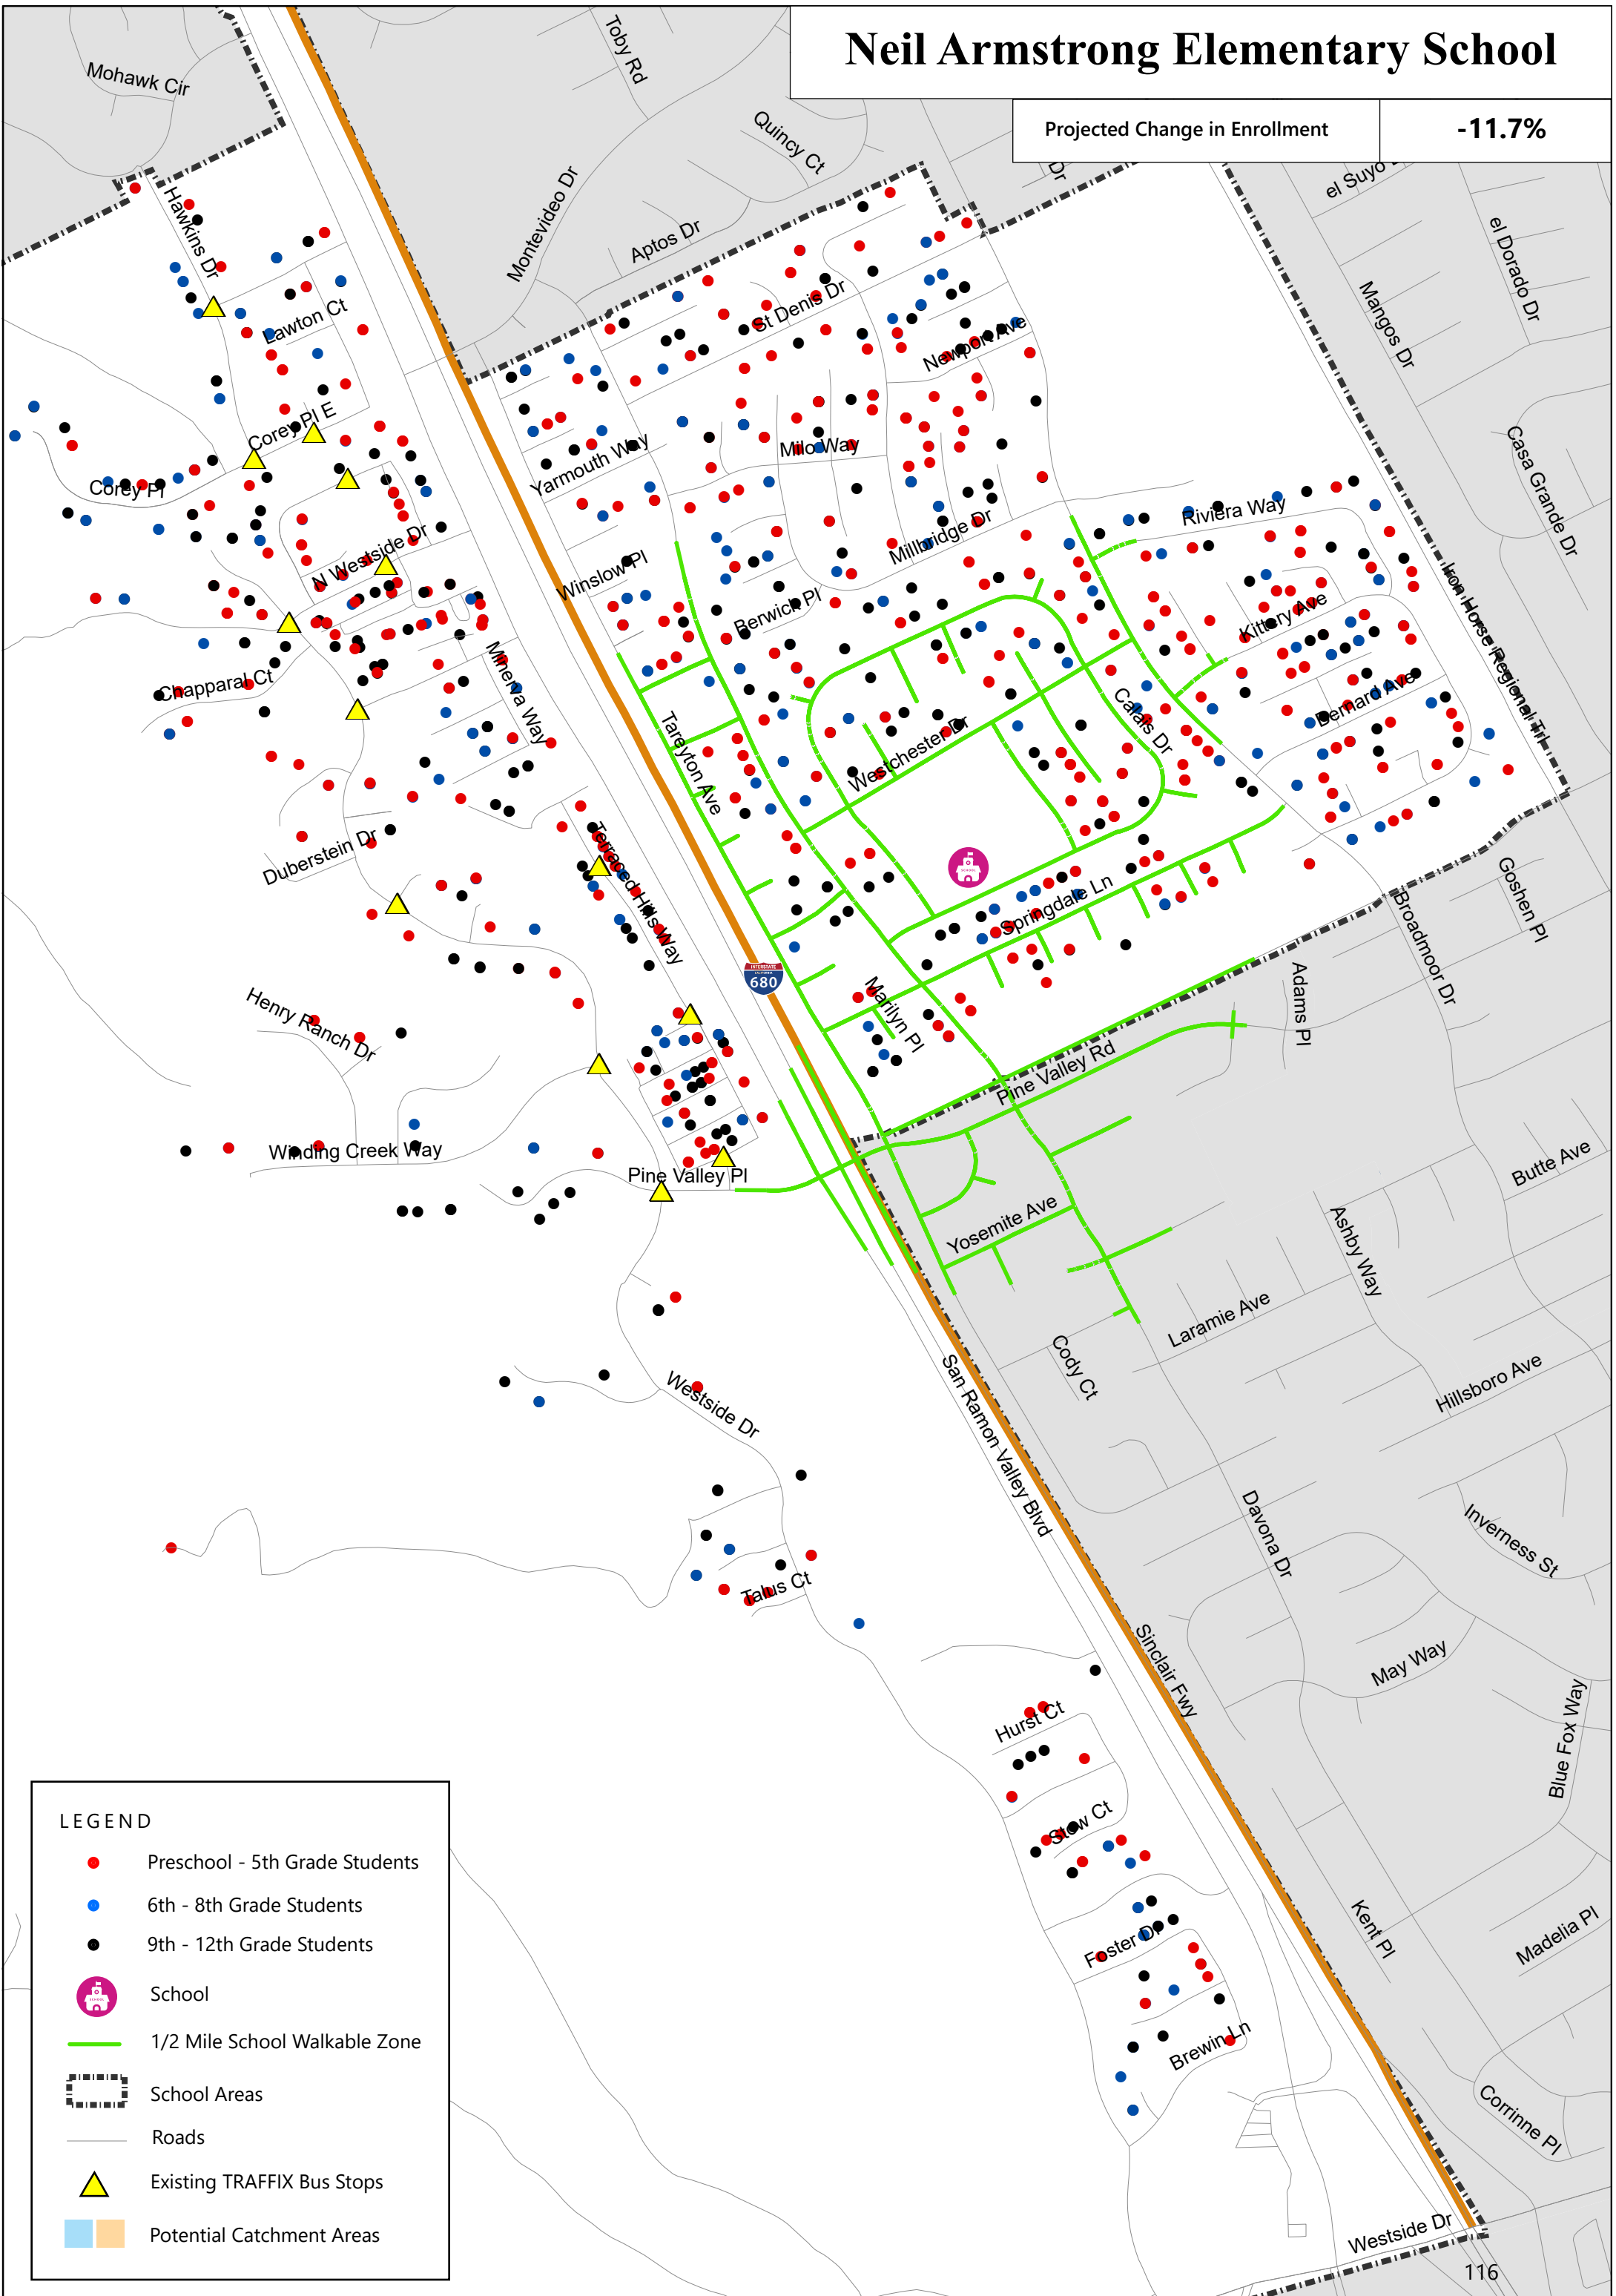 Neil Armstrong Elementary School
Projected Change in Enrollment
-11.7%
Mohawk Cir
Toby Rd
Quincy Ct
Dr
el Suyo
el Dorado Dr
Hawkins Dr
Montevideo Dr
Aptos Dr
Mangos Dr
Lawton Ct
St Denis Dr
Newport Ave
Casa Grande Dr
Corey Pl E
Corey Pl
Yarmouth Way
Milo Way
Riviera Way
Millbridge Dr
N Westside Dr
Winslow Pl
Berwick Pl
Kittery Ave
Iron Horse Regional Trl
Chapparal Ct
Minerva Way
Tareyton Ave
Westchester Dr
Calais Dr
Bernard Ave
Duberstein Dr
Terraced Hills Way
Springdale Ln
Goshen Pl
Broadmoor Dr
INTERSTATE
CALIFORNIA
680
Marilyn Pl
Adams Pl
Henry Ranch Dr
Pine Valley Rd
Winding Creek Way
Pine Valley Pl
Butte Ave
Yosemite Ave
Ashby Way
Laramie Ave
Cody Ct
Hillsboro Ave
San Ramon Valley Blvd
Westside Dr
Davona Dr
Inverness St
Talus Ct
Sinclair Fwy
May Way
Blue Fox Way
Hurst Ct
Stow Ct
Foster Dr
Kent Pl
Madelia Pl
Brewin Ln
Corrinne Pl
Westside Dr
116
LEGEND
Preschool - 5th Grade Students
6th - 8th Grade Students
9th - 12th Grade Students
SCHOOL
School
1/2 Mile School Walkable Zone
School Areas
Roads
Existing TRAFFIX Bus Stops
Potential Catchment Areas